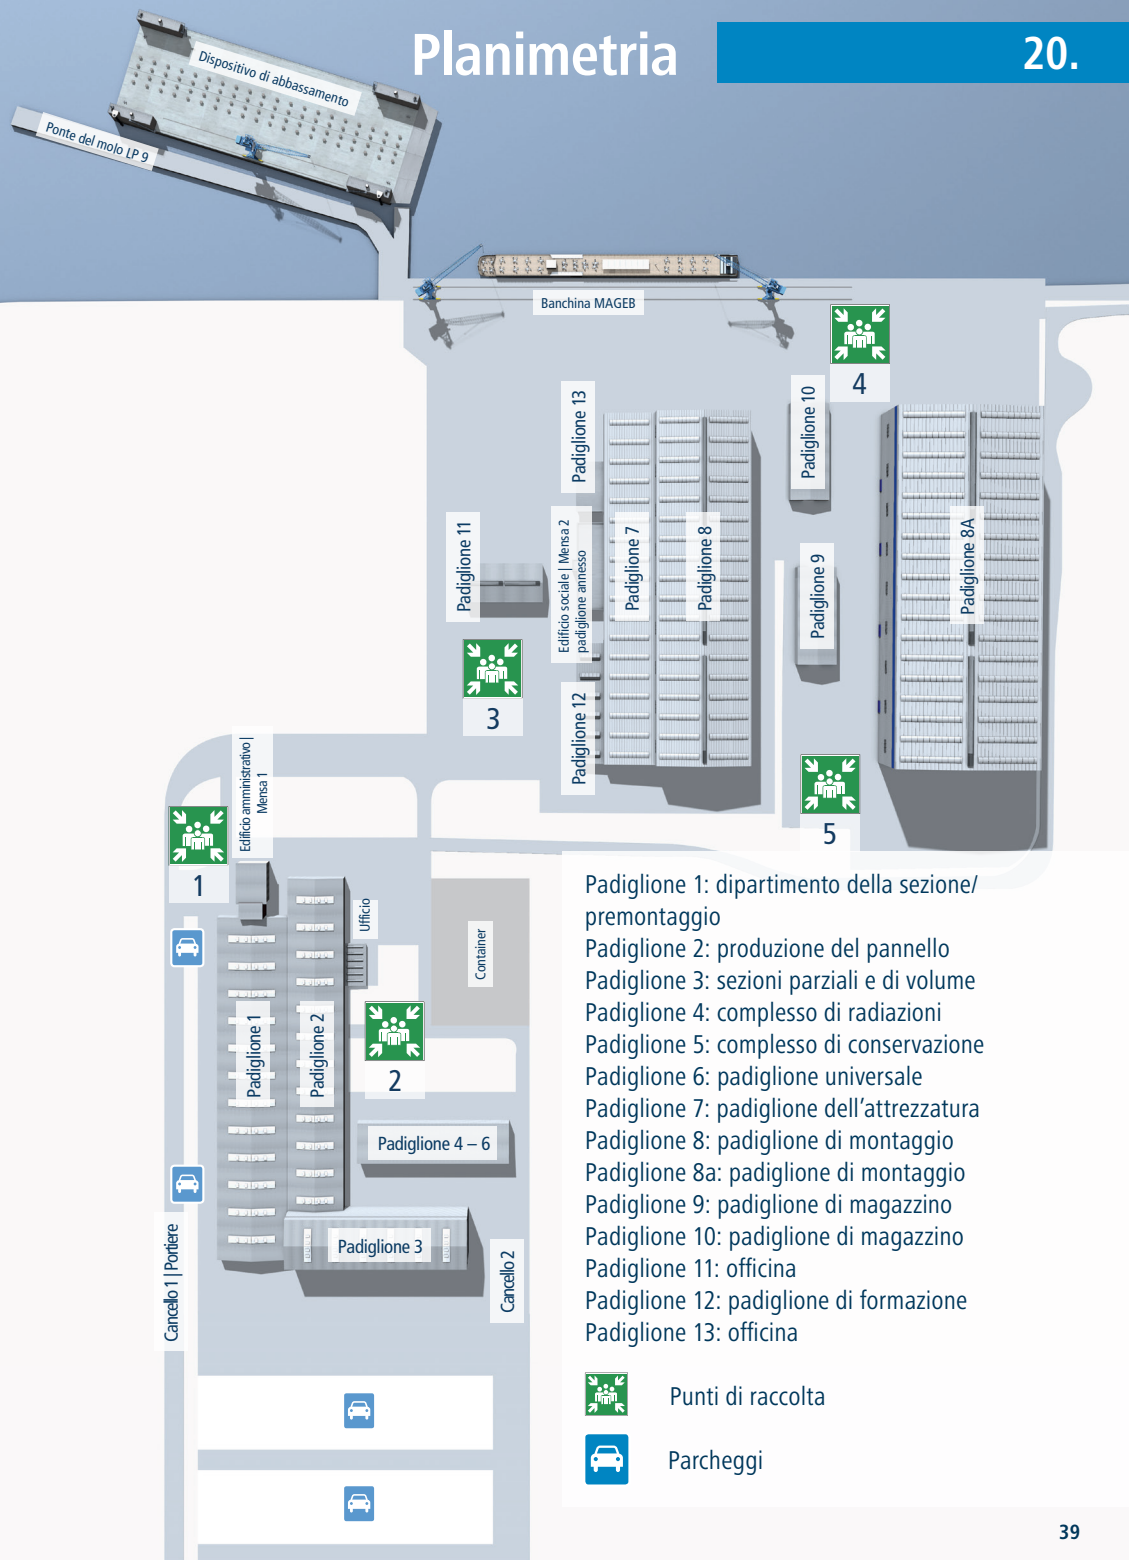 Planimetria
20.
Dispositivo di abbassamento
Ponte del molo LP 9
Banchina MAGEB
4
Padiglione 13
Padiglione 10
Padiglione 11
Edificio sociale | Mensa 2
padiglione annesso
Padiglione 7
Padiglione 8
Padiglione 9
Padiglione 8A
3
Padiglione 12
5
Edificio amministrativo |
Mensa 1
1
Ufficio
Container
Padiglione 1
Padiglione 2
2
Padiglione 4 – 6
Padiglione 3
Cancello 1 | Portiere
Cancello 2
Padiglione 1: dipartimento della sezione/
premontaggio
Padiglione 2: produzione del pannello
Padiglione 3: sezioni parziali e di volume
Padiglione 4: complesso di radiazioni
Padiglione 5: complesso di conservazione
Padiglione 6: padiglione universale
Padiglione 7: padiglione dell’attrezzatura
Padiglione 8: padiglione di montaggio
Padiglione 8a: padiglione di montaggio
Padiglione 9: padiglione di magazzino
Padiglione 10: padiglione di magazzino
Padiglione 11: officina
Padiglione 12: padiglione di formazione
Padiglione 13: officina
Punti di raccolta
Parcheggi
39